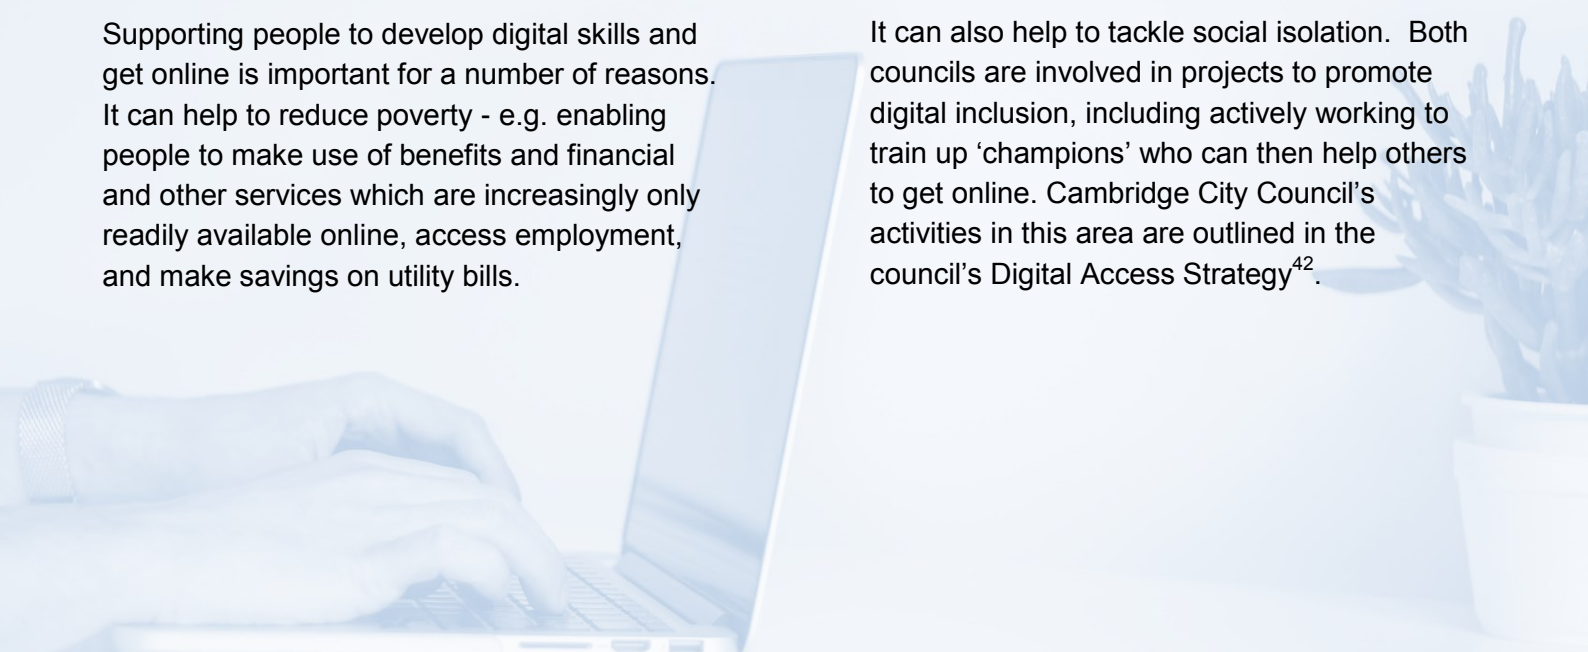 Supporting people to develop digital skills and
get online is important for a number of reasons.
It can help to reduce poverty - e.g. enabling
people to make use of benefits and financial
and other services which are increasingly only
readily available online, access employment,
and make savings on utility bills.
It can also help to tackle social isolation.  Both
councils are involved in projects to promote
digital inclusion, including actively working to
train up ‘champions’ who can then help others
to get online. Cambridge City Council’s
activities in this area are outlined in the
council’s Digital Access Strategy42.